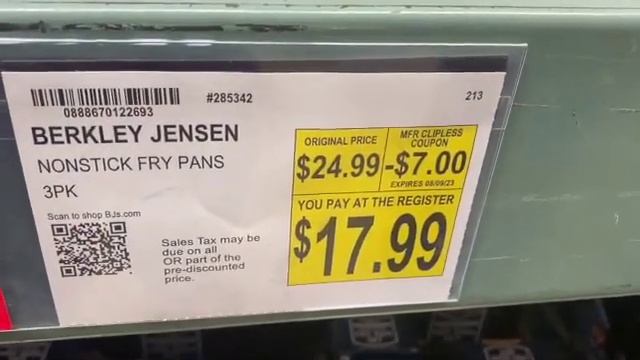 #285342
213
0888670122693
BERKLEY JENSEN
NONSTICK FRY PANS
3PK
Scan to shop BJs.com
Sales Tax may be
due on all
OR part of the
pre-discounted
price.
ORIGINAL PRICE
$24.99
MFR CLIPLESS
COUPON
-$7.00
EXPIRES 08/09/23
YOU PAY AT THE REGISTER
$17.99